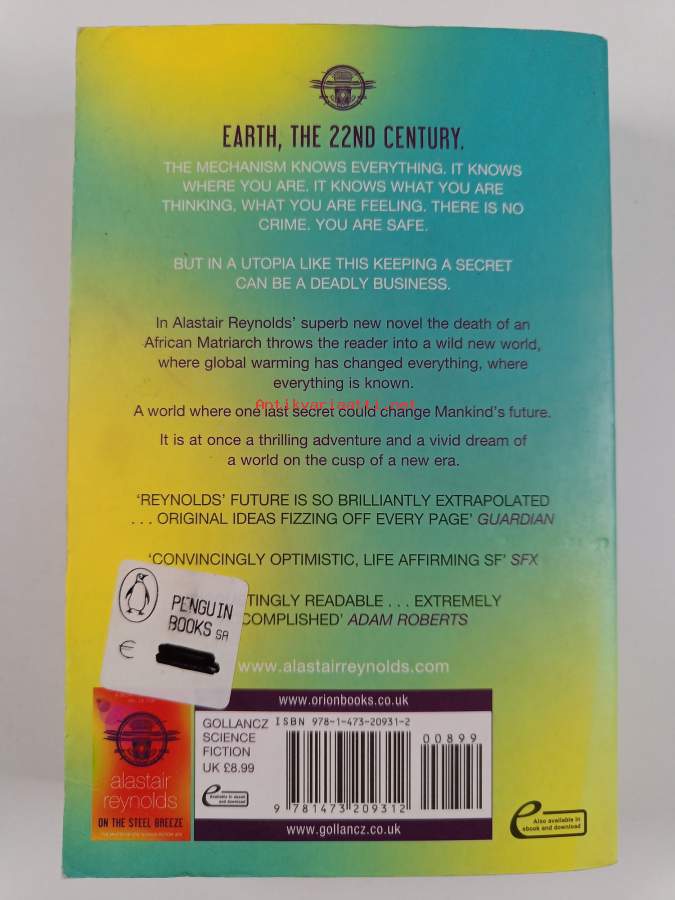 EARTH, THE 22ND CENTURY.
THE MECHANISM KNOWS EVERYTHING. IT KNOWS
WHERE YOU ARE. IT KNOWS WHAT YOU ARE
THINKING, WHAT YOU ARE FEELING. THERE IS NO
CRIME. YOU ARE SAFE.
BUT IN A UTOPIA LIKE THIS KEEPING A SECRET
CAN BE A DEADLY BUSINESS.
In Alastair Reynolds' superb new novel the death of an
African Matriarch throws the reader into a wild new world,
where global warming has changed everything, where
everything is known.
Antikvariaatti.net
A world where one last secret could change Mankind's future.
It is at once a thrilling adventure and a vivid dream of
a world on the cusp of a new era.
'REYNOLDS' FUTURE IS SO BRILLIANTLY EXTRAPOLATED
. . . ORIGINAL IDEAS FIZZING OFF EVERY PAGE' GUARDIAN
'CONVINCINGLY OPTIMISTIC, LIFE AFFIRMING SF' SFX
STINGLY READABLE . . . EXTREMELY
COMPLISHED' ADAM ROBERTS
PENGUIN
BOOKS SA
€
www.alastairreynolds.com
www.orionbooks.co.uk
GOLLANCZ
SCIENCE
FICTION
UK £8.99
ISBN 978-1-473-20931-2
00899
9 781473 209312
Available in ebook
and download
www.gollancz.co.uk
alastair
reynolds
ON THE STEEL BREEZE
Also available in
ebook and download